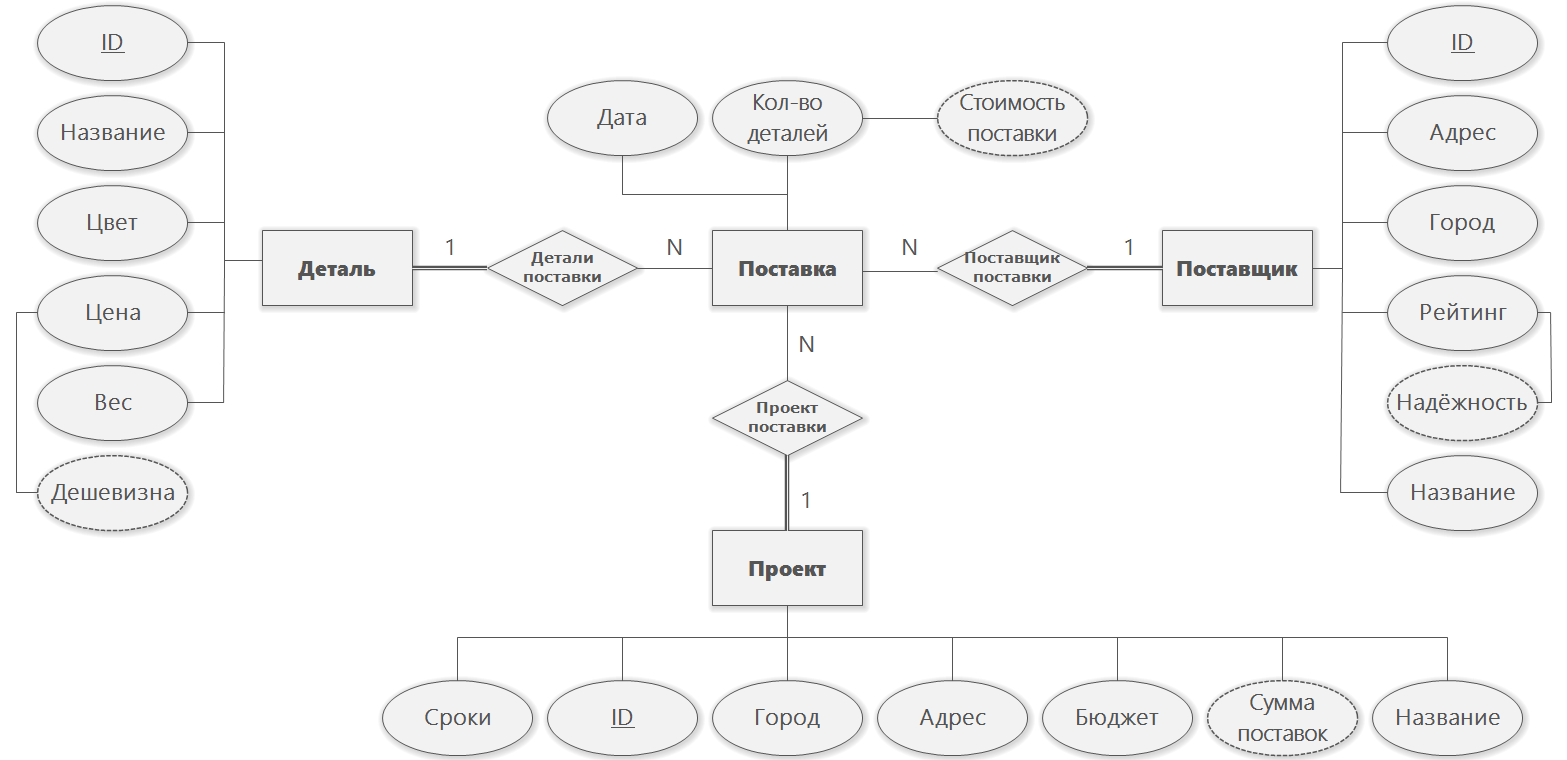 ID
Название
Цвет
Цена
Вес
Дешевизна
Деталь
1
Детали
поставки
N
Дата
Кол-во
деталей
Стоимость
поставки
Поставка
N
Поставщик
поставки
1
Поставщик
ID
Адрес
Город
Рейтинг
Надёжность
Название
N
Проект
поставки
1
Проект
Сроки
ID
Город
Адрес
Бюджет
Сумма
поставок
Название